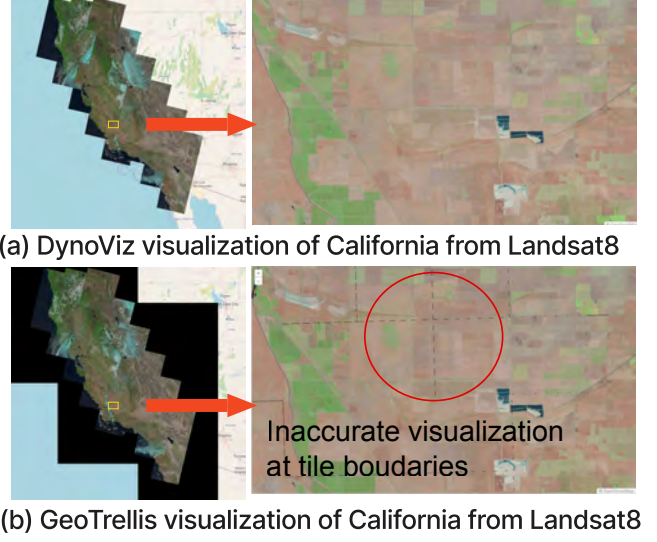 (a) DynoViz visualization of California from Landsat8
Inaccurate visualization
at tile boudaries
(b) GeoTrellis visualization of California from Landsat8